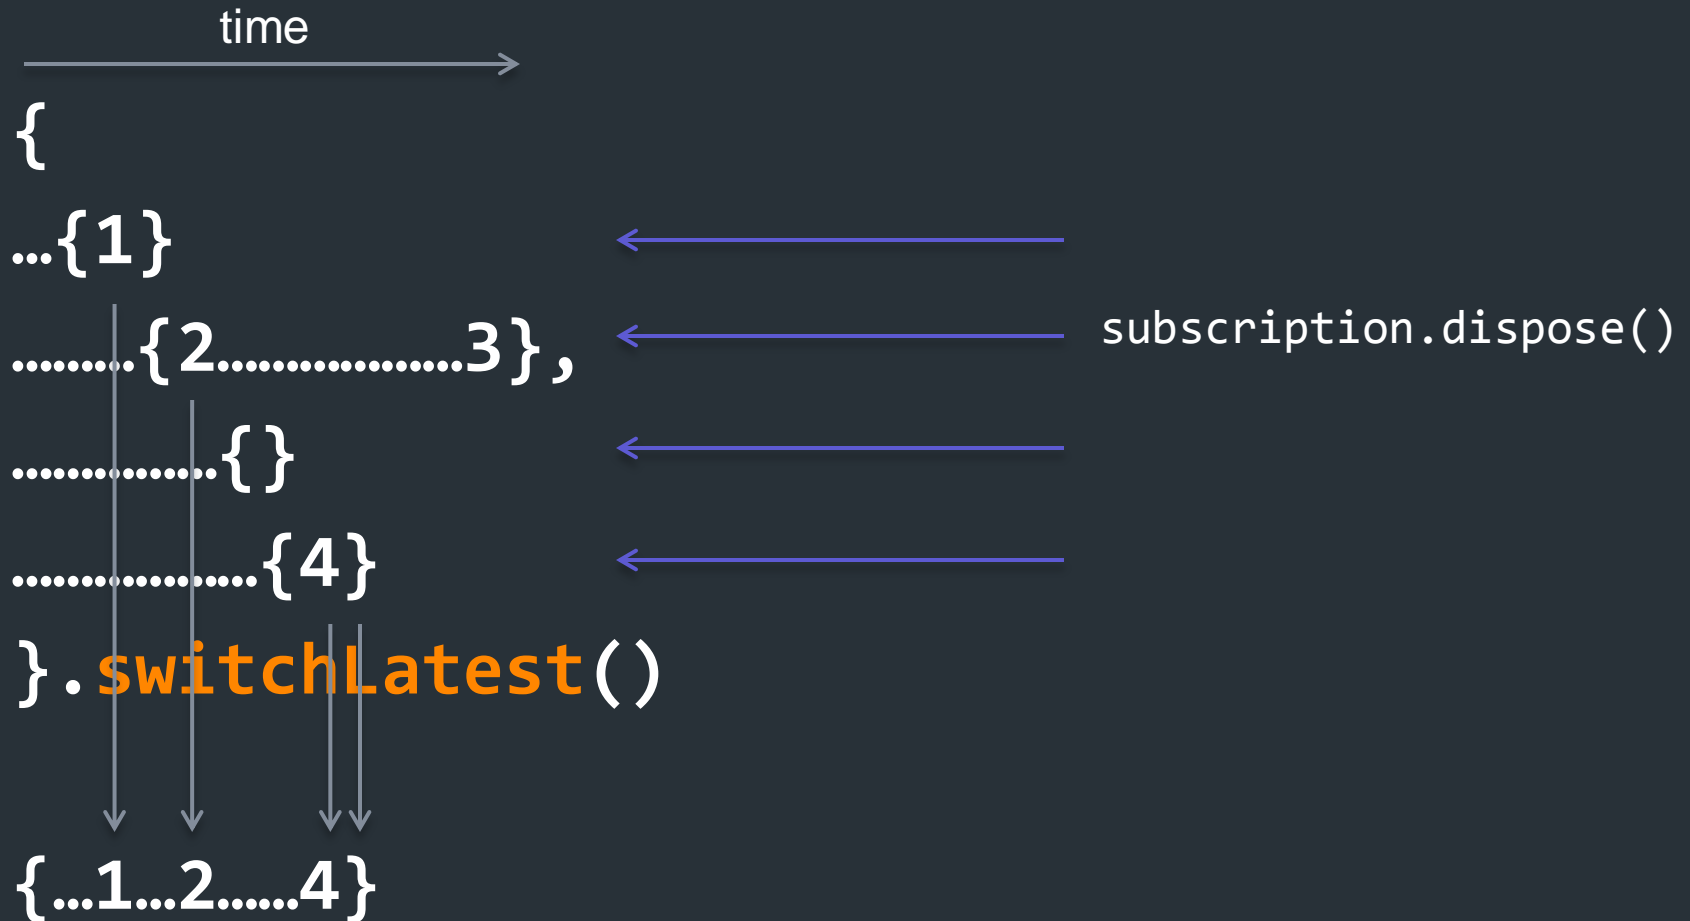 time
{
…{1}
………{2………………3},
subscription.dispose()
……………{}
………………{4}
}.switchLatest()
{…1…2……4}